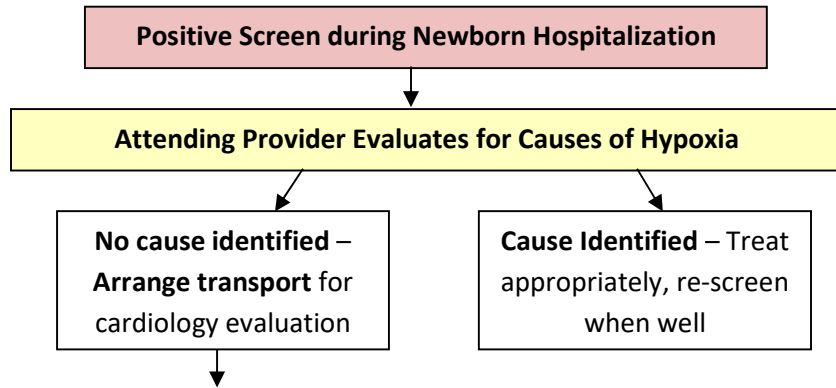 Positive Screen during Newborn Hospitalization
Attending Provider Evaluates for Causes of Hypoxia
No cause identified –
Arrange transport for
cardiology evaluation
Cause Identified – Treat
appropriately, re-screen
when well